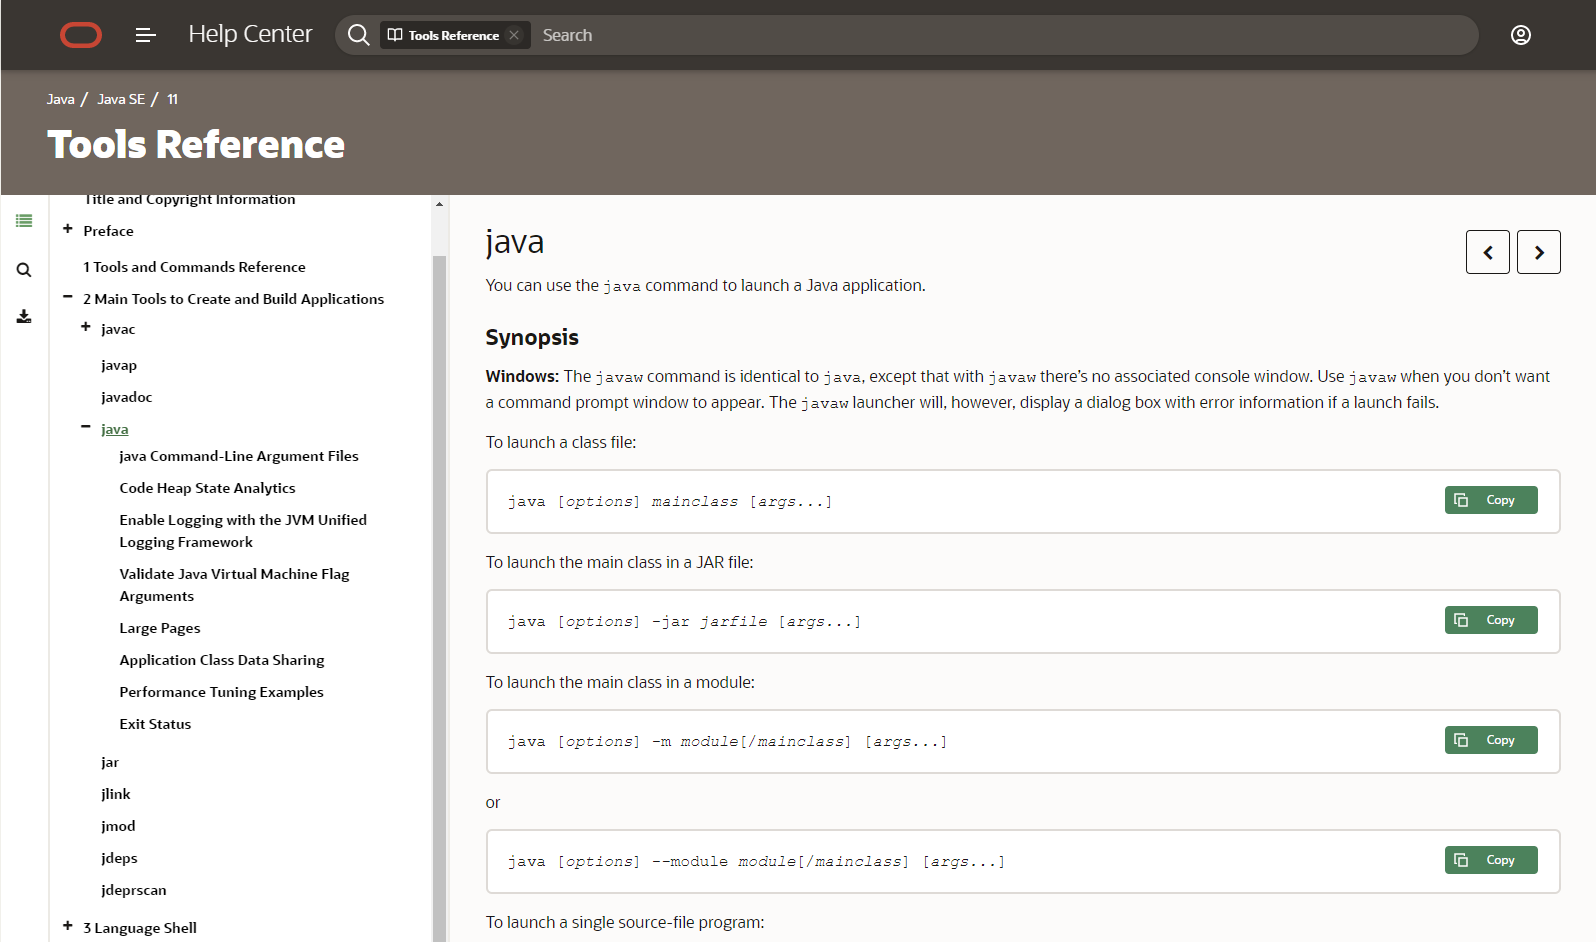 Help Center
Tools Reference
Search
Java / Java SE / 11
Tools Reference
Title and Copyright Information
+ Preface
1 Tools and Commands Reference
− 2 Main Tools to Create and Build Applications
+ javac
javap
javadoc
− java
java Command-Line Argument Files
Code Heap State Analytics
Enable Logging with the JVM Unified
Logging Framework
Validate Java Virtual Machine Flag
Arguments
Large Pages
Application Class Data Sharing
Performance Tuning Examples
Exit Status
jar
jlink
jmod
jdeps
jdeprscan
+ 3 Language Shell
java
You can use the java command to launch a Java application.
Synopsis
Windows: The javaw command is identical to java, except that with javaw there's no associated console window. Use javaw when you don't want
a command prompt window to appear. The javaw launcher will, however, display a dialog box with error information if a launch fails.
To launch a class file:
java [options] mainclass [args...]
Copy
To launch the main class in a JAR file:
java [options] -jar jarfile [args...]
Copy
To launch the main class in a module:
java [options] -m module[/mainclass] [args...]
Copy
or
java [options] --module module[/mainclass] [args...]
Copy
To launch a single source-file program: